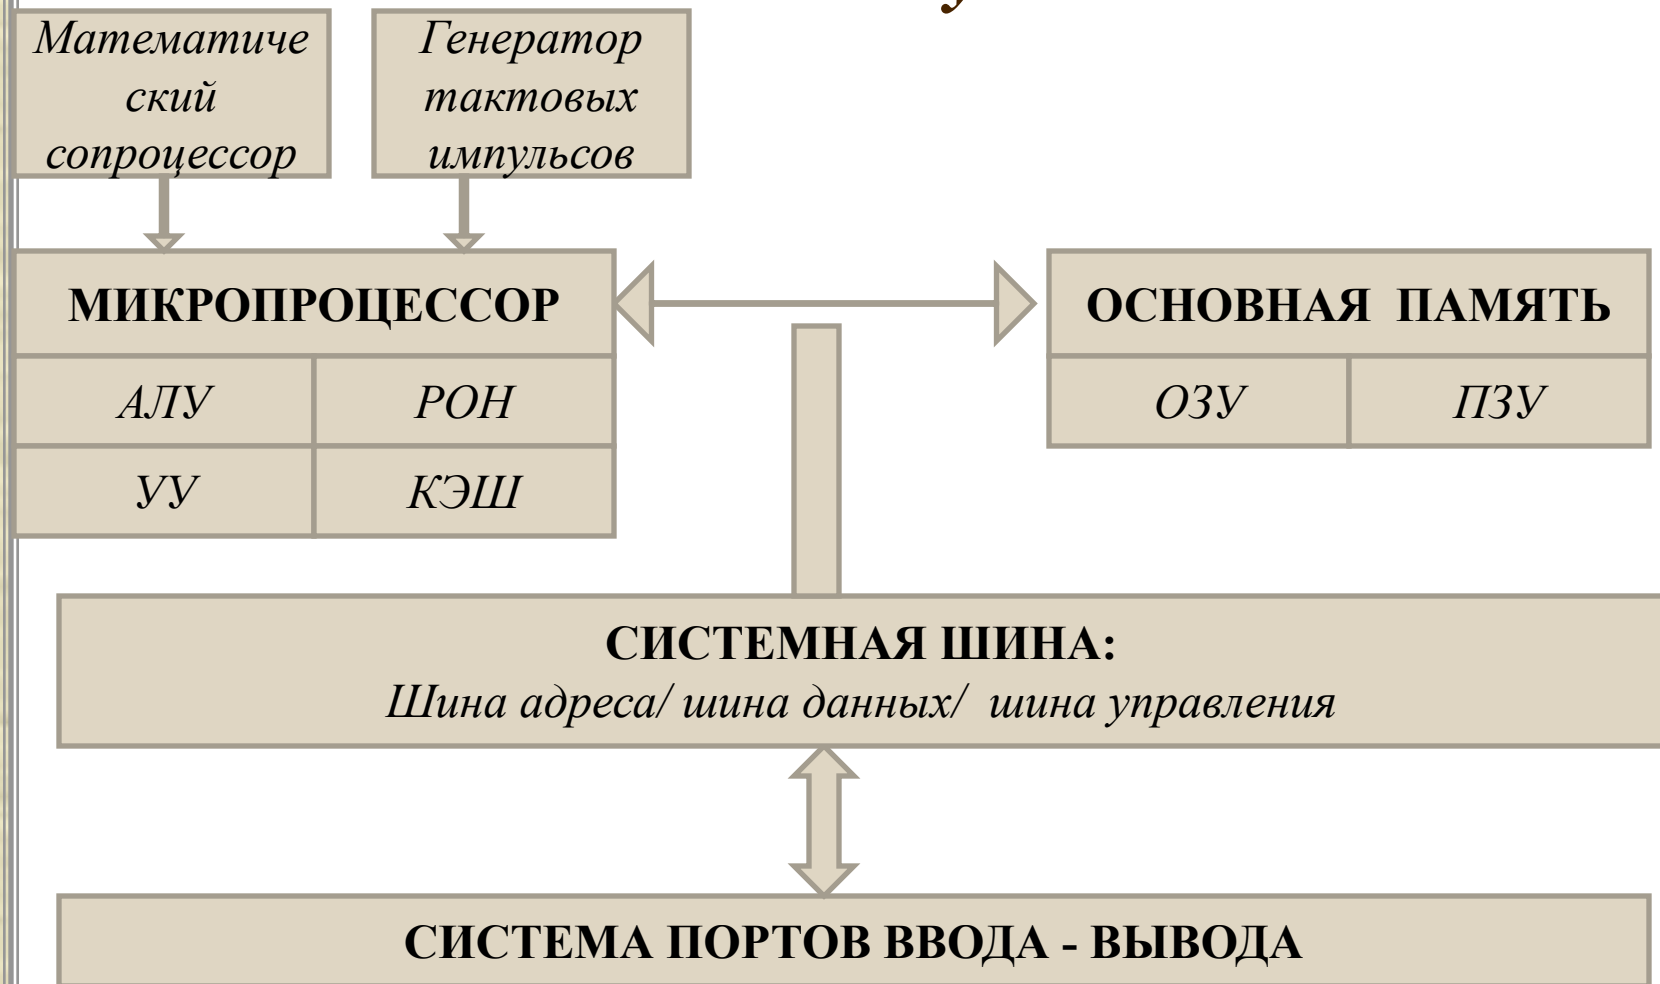 Математиче
ский
сопроцессор
Генератор
тактовых
импульсов
МИКРОПРОЦЕССОР
ОСНОВНАЯ ПАМЯТЬ
АЛУ
РОН
ОЗУ
ПЗУ
УУ
КЭШ
СИСТЕМНАЯ ШИНА:
Шина адреса/ шина данных/ шина управления
СИСТЕМА ПОРТОВ ВВОДА - ВЫВОДА